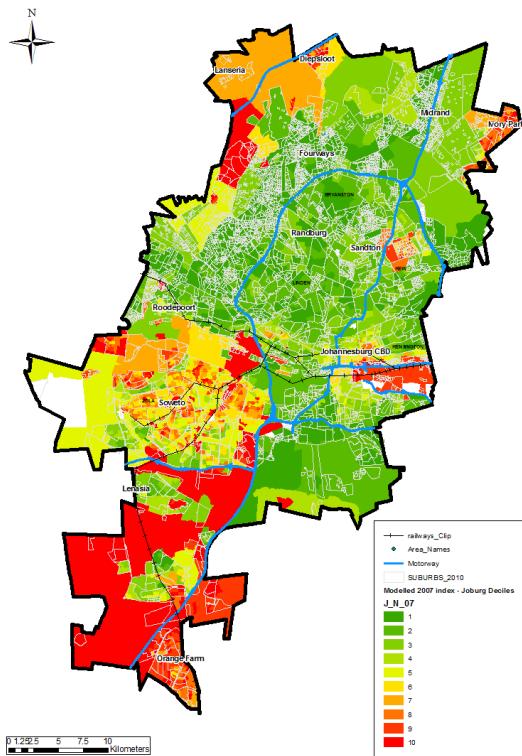 N
Lanseria
Diepsloot
Midrand
Ivory Park
Fourways
BRYANSTON
Randburg
Sandton
KEW
LINDEN
Roodepoort
Johannesburg CBD
KENSINGTON
ZOLA
Soweto
Lenasia
Orange Farm
railways_Clip
Area_Names
Motorway
SUBURBS_2010
Modelled 2007 index - Joburg Deciles
J_N_07
1
2
3
4
5
6
7
8
9
10
0 1.25 2.5 5 7.5 10
Kilometers